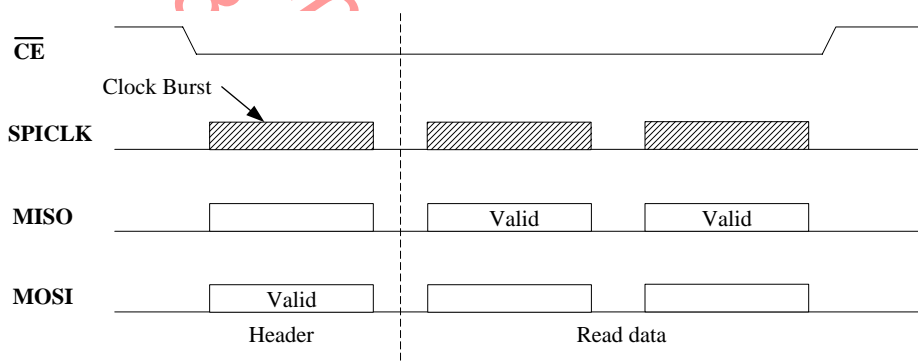 CE
Clock Burst
SPICLK
MISO
Valid
Valid
MOSI
Valid
Header
Read data